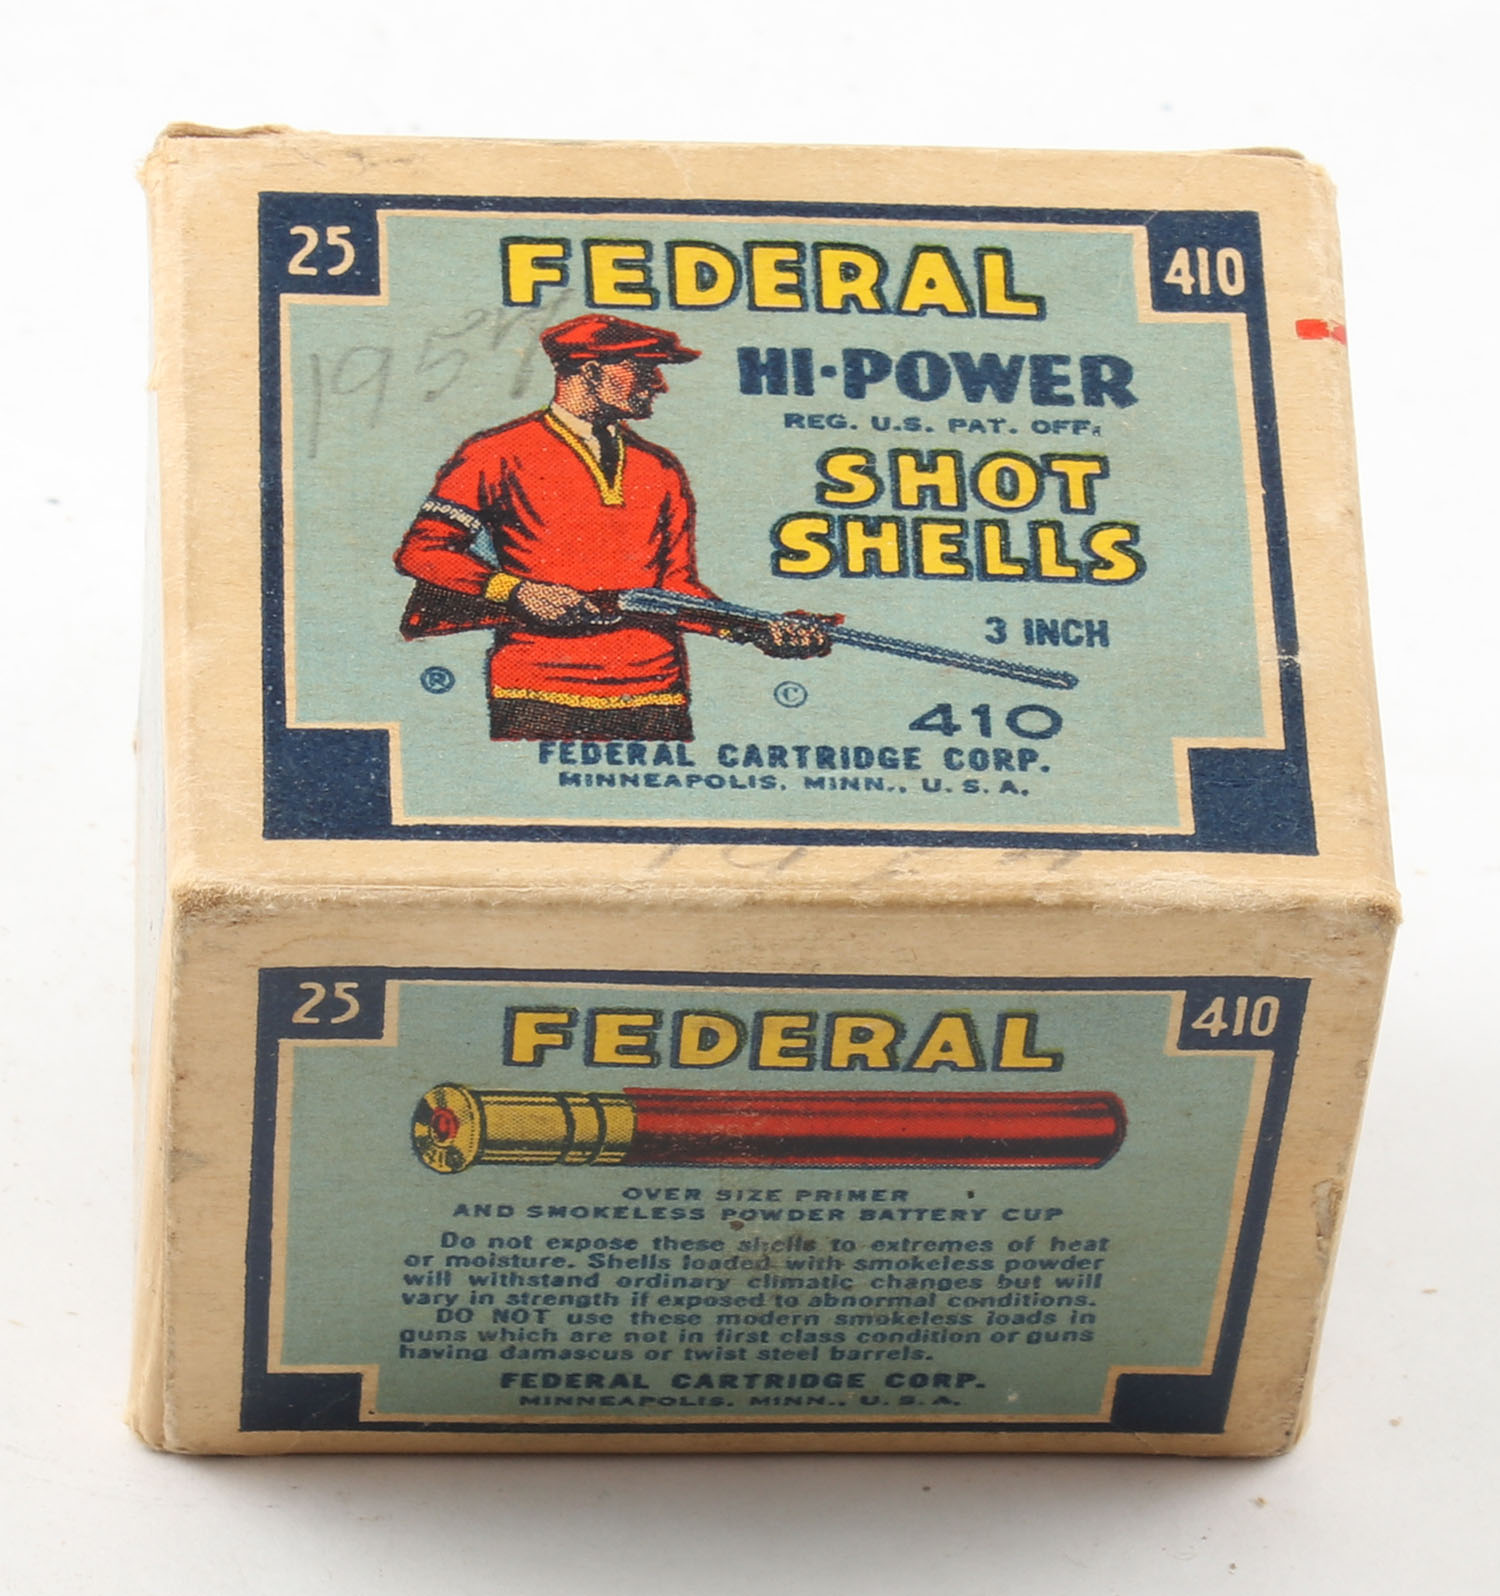 25
410
FEDERAL
HI-POWER
REG. U.S. PAT. OFF.
SHOT
SHELLS
3 INCH
®
©
410
FEDERAL CARTRIDGE CORP.
MINNEAPOLIS, MINN., U. S. A.
25
410
FEDERAL
OVER SIZE PRIMER
AND SMOKELESS POWDER BATTERY CUP
Do not expose these shells to extremes of heat
or moisture. Shells loaded with smokeless powder
will withstand ordinary climatic changes but will
vary in strength if exposed to abnormal conditions.
DO NOT use these modern smokeless loads in
guns which are not in first class condition or guns
having damascus or twist steel barrels.
FEDERAL CARTRIDGE CORP.
MINNEAPOLIS, MINN., U. S. A.